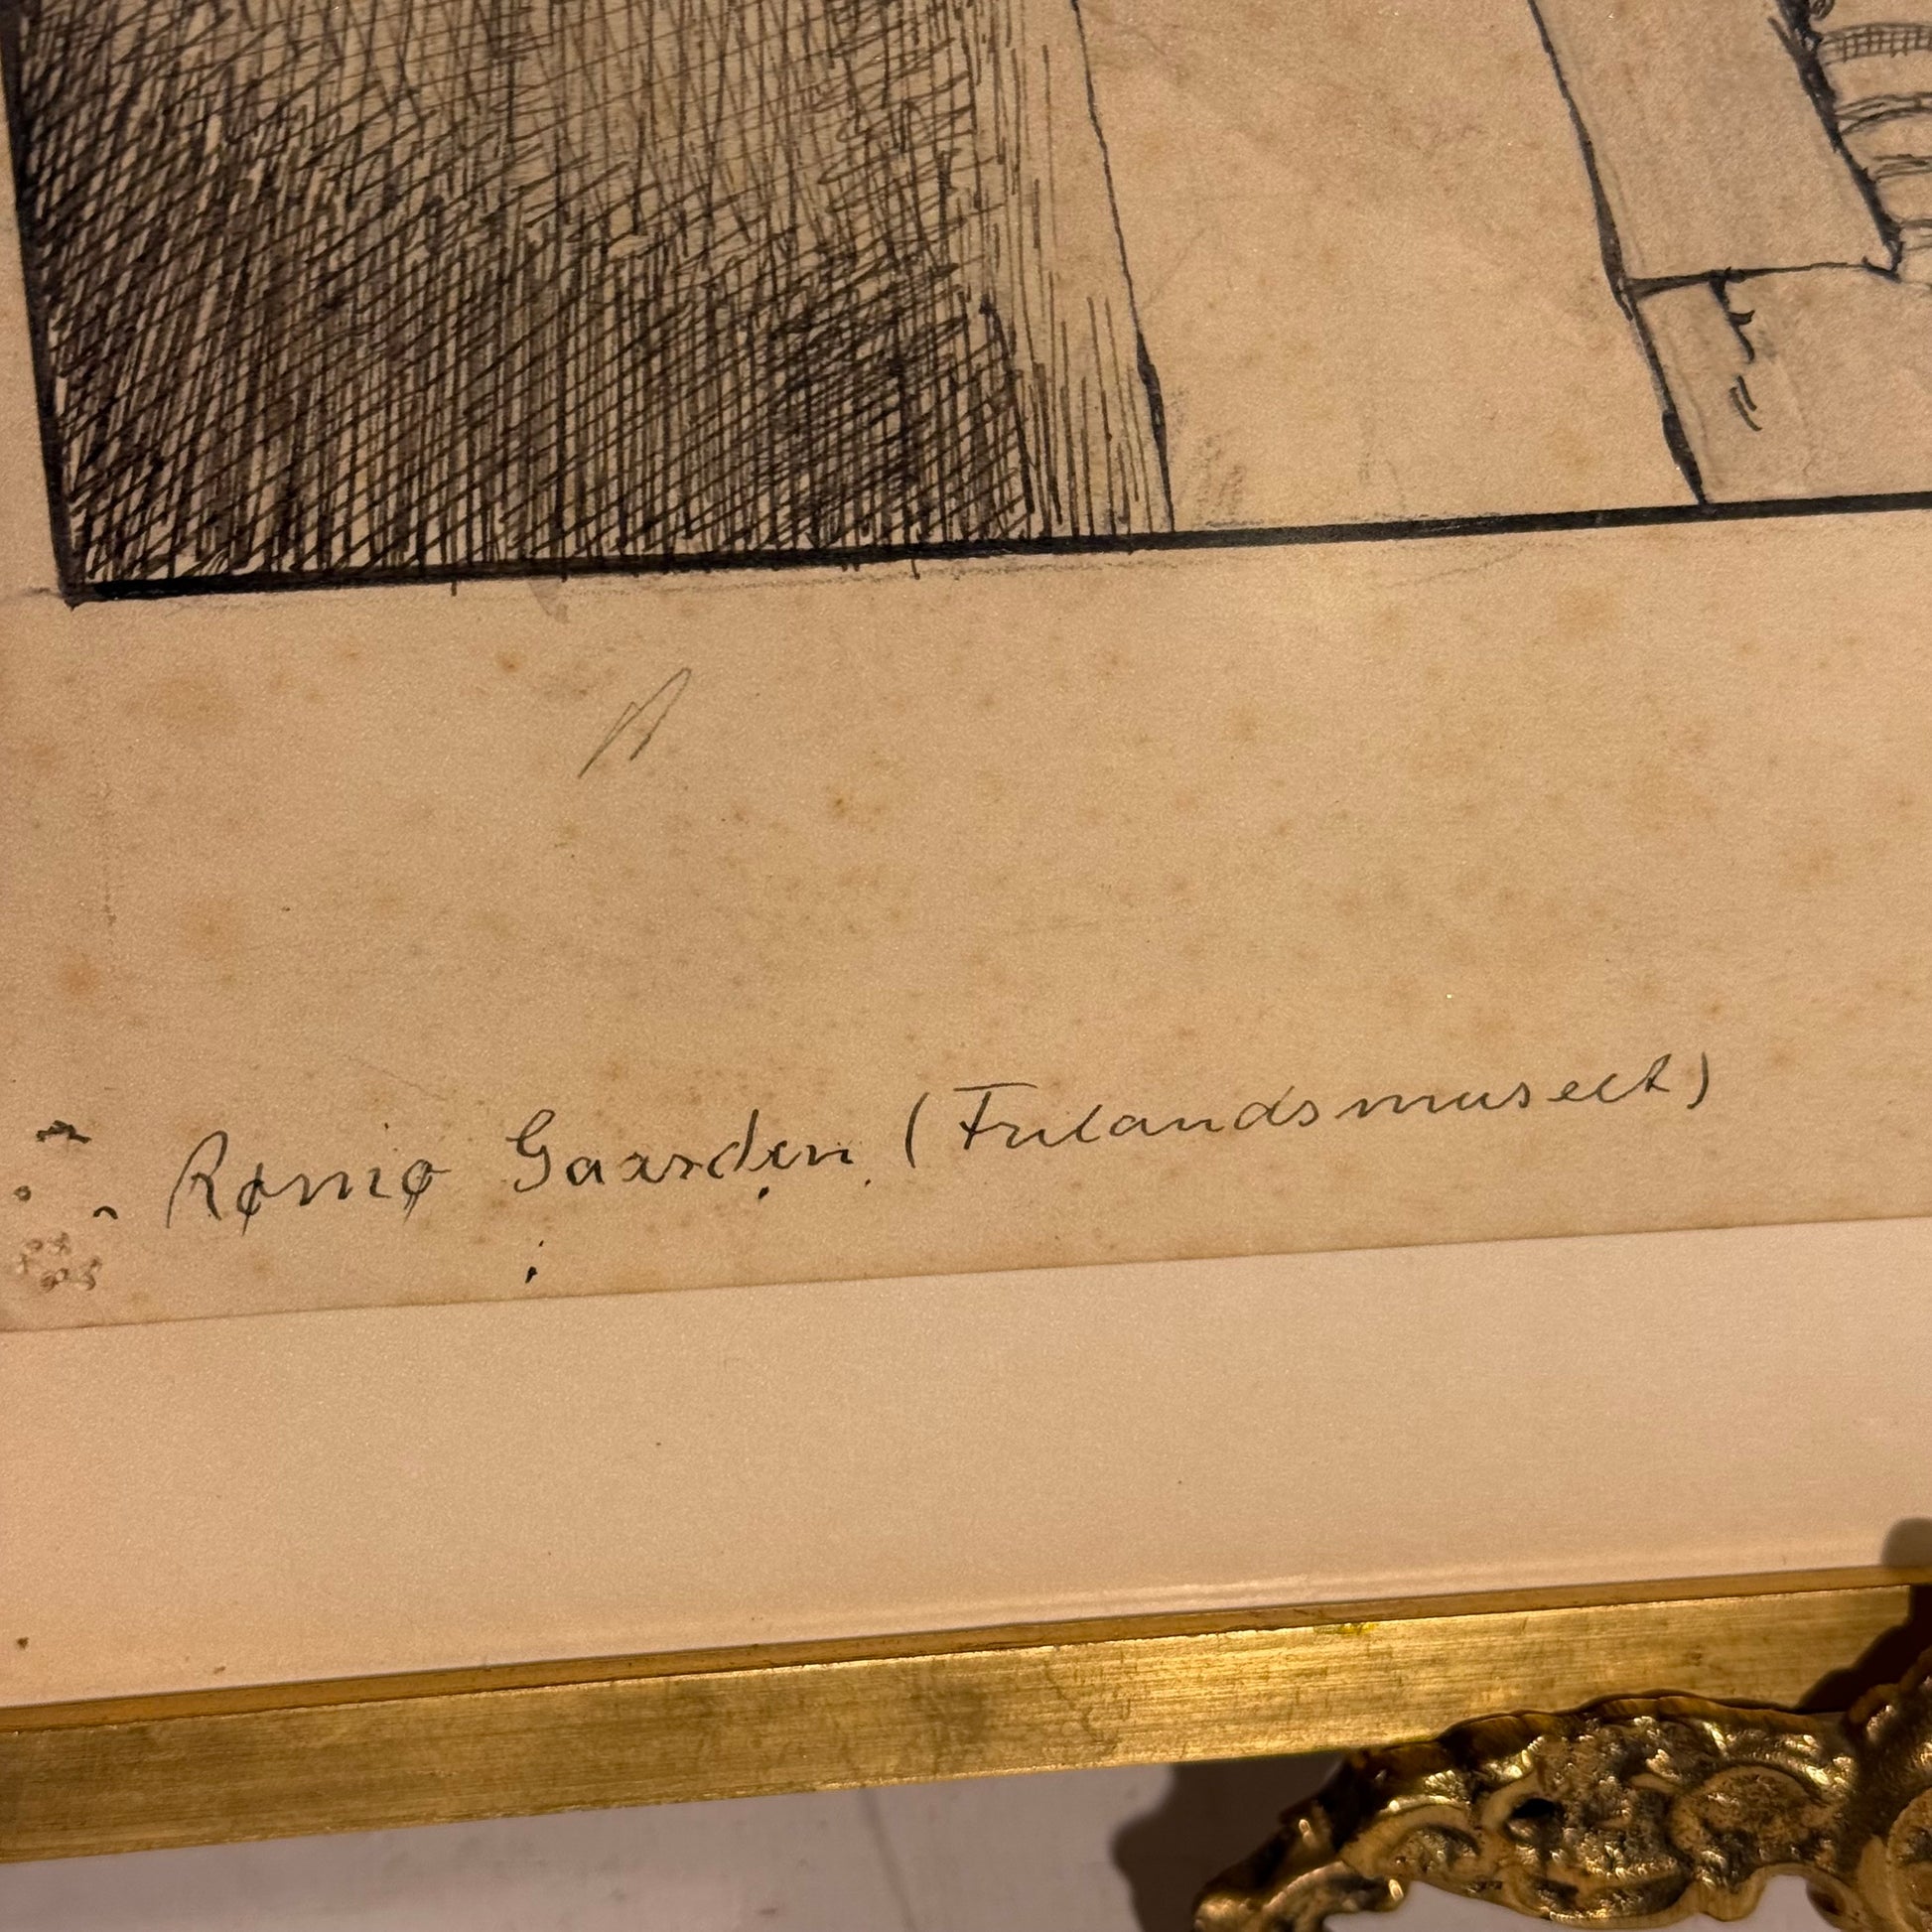 Rømø Gaarden (Frilandsmuseet)